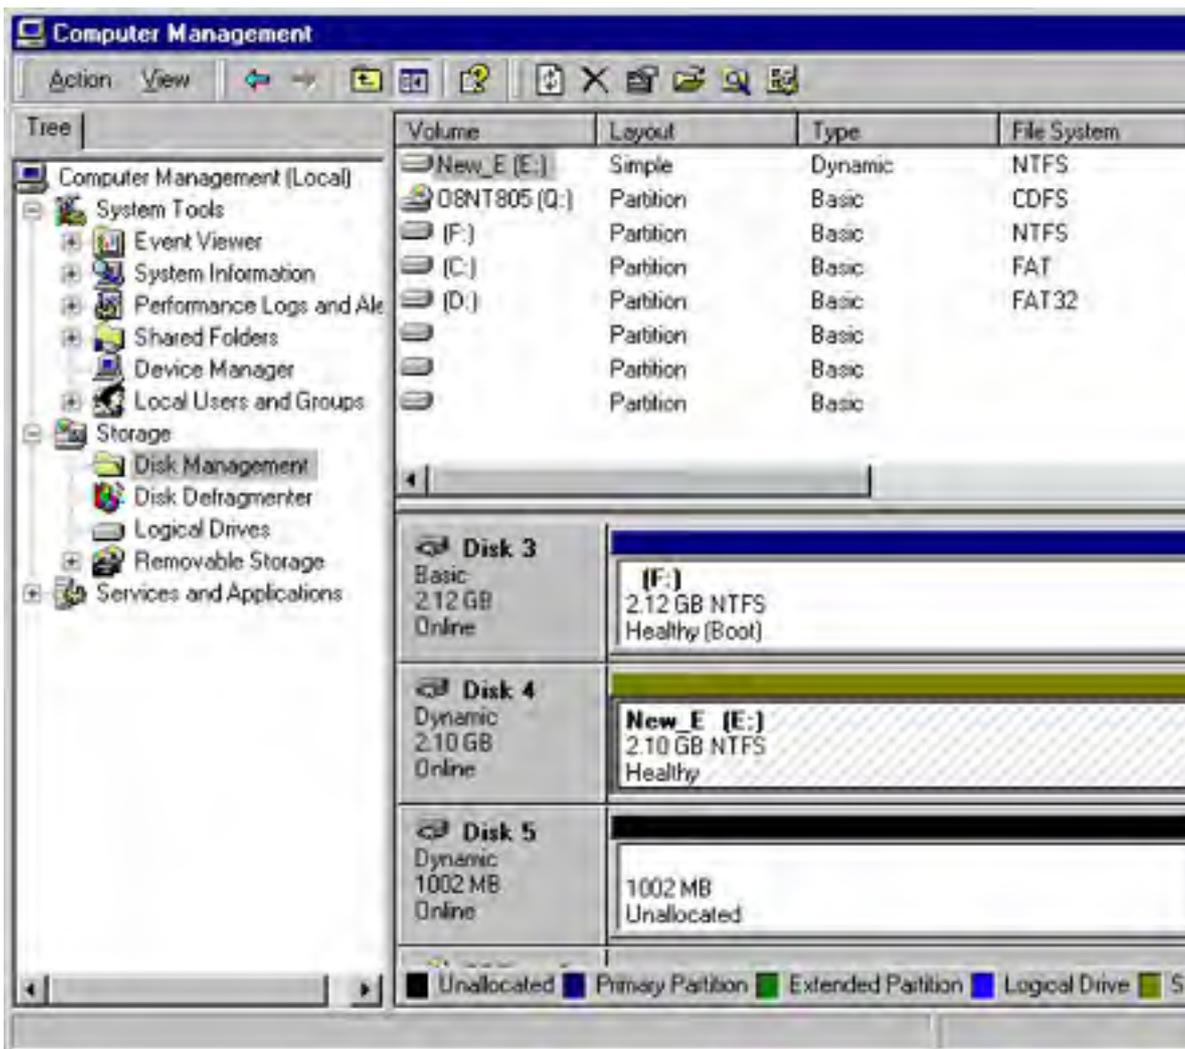 Computer Management
Action View
Tree
Computer Management (Local)
System Tools
Event Viewer
System Information
Performance Logs and Ale
Shared Folders
Device Manager
Local Users and Groups
Storage
Disk Management
Disk Defragmenter
Logical Drives
Removable Storage
Services and Applications
Volume Layout Type File System
New_E (E:) Simple Dynamic NTFS
08NT805 (Q:) Partition Basic CDFS
(F:) Partition Basic NTFS
(C:) Partition Basic FAT
(D:) Partition Basic FAT32
Partition Basic
Partition Basic
Partition Basic
Disk 3
Basic
2.12 GB
Online
(F:)
2.12 GB NTFS
Healthy (Boot)
Disk 4
Dynamic
2.10 GB
Online
New_E (E:)
2.10 GB NTFS
Healthy
Disk 5
Dynamic
1002 MB
Online
1002 MB
Unallocated
Unallocated Primary Partition Extended Partition Logical Drive S